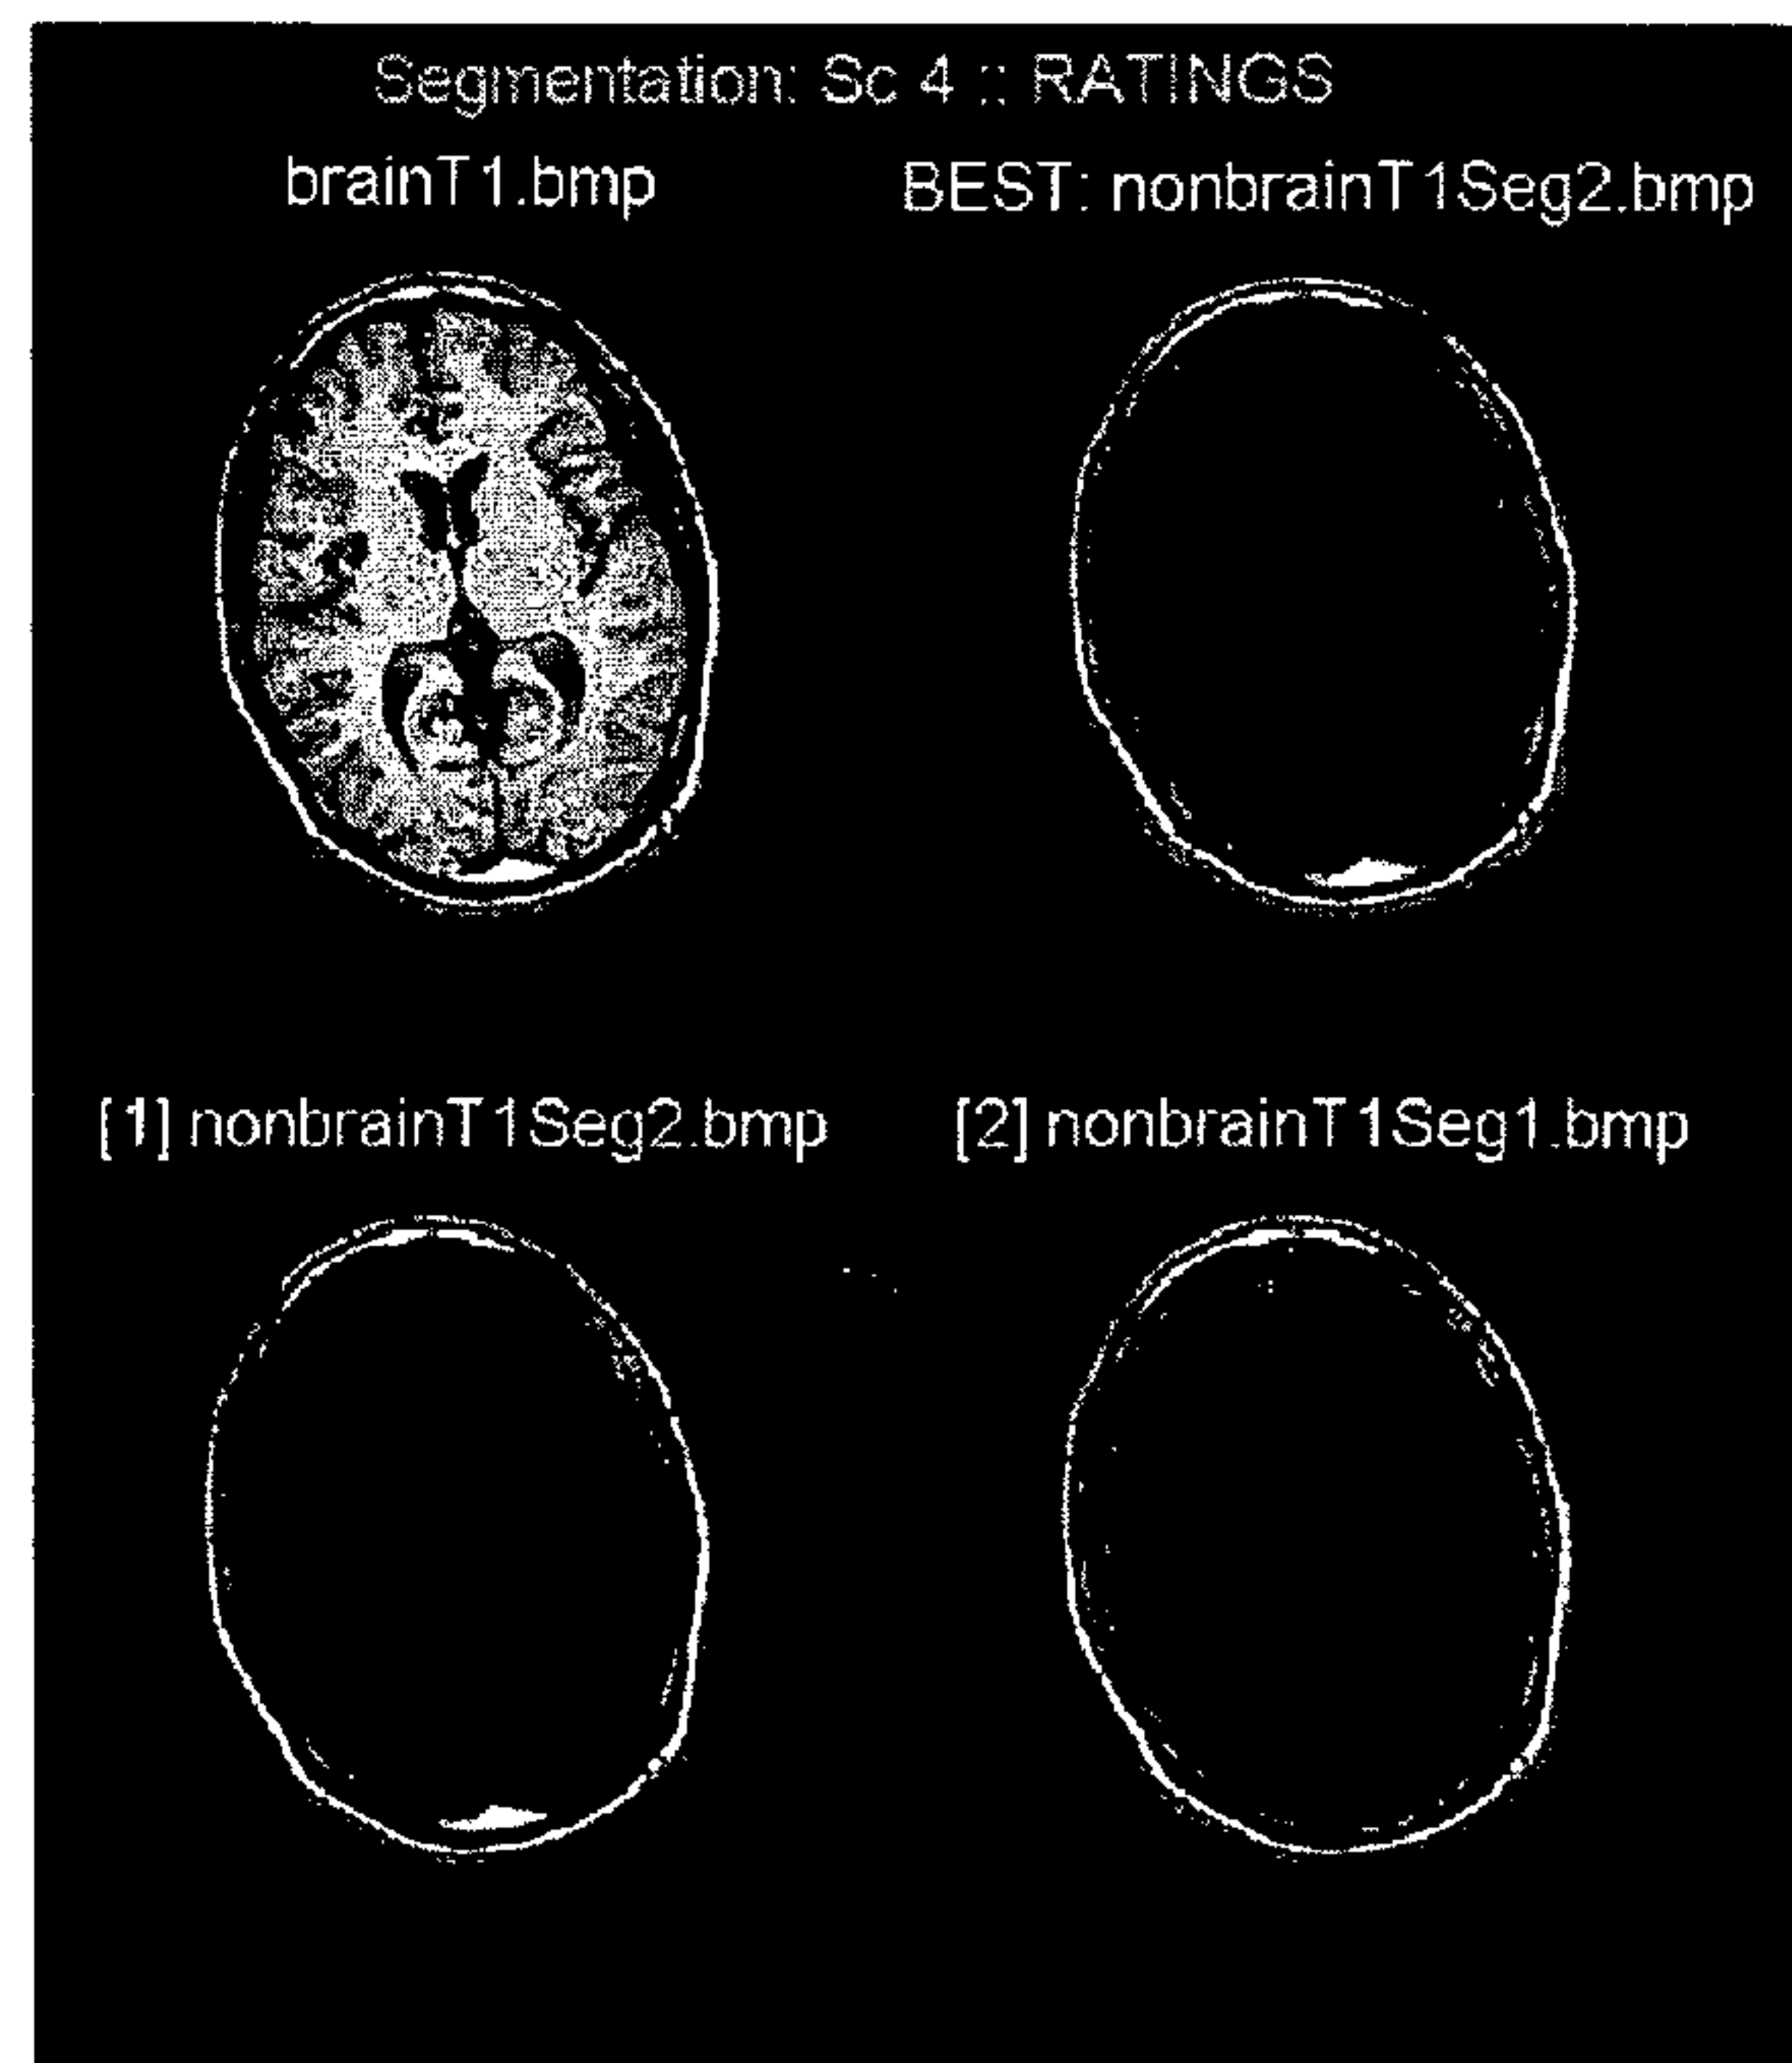 Segmentation: Sc 4 :: RATINGS
brainT1.bmp
BEST: nonbrainT1Seg2.bmp
[1] nonbrainT1Seg2.bmp
[2] nonbrainT1Seg1.bmp